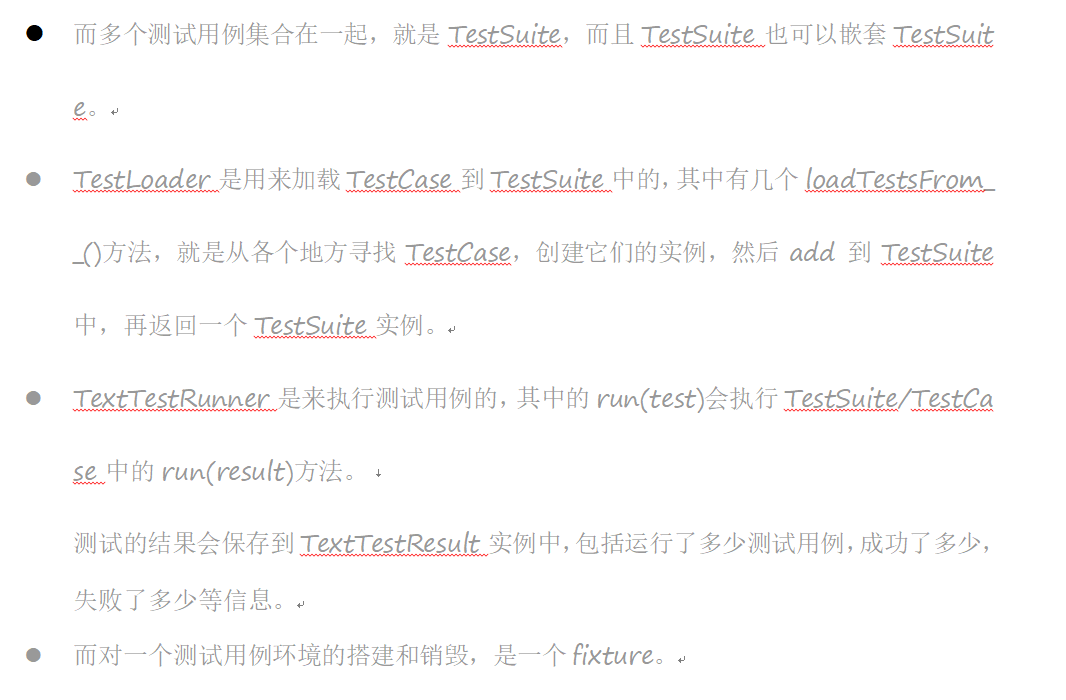 而多个测试用例集合在一起，就是 TestSuite，而且 TestSuite 也可以嵌套 TestSuit
e。
TestLoader 是用来加载 TestCase 到 TestSuite 中的，其中有几个 loadTestsFrom_
_()方法，就是从各个地方寻找 TestCase，创建它们的实例，然后 add 到 TestSuite
中，再返回一个 TestSuite 实例。
TextTestRunner 是来执行测试用例的，其中的 run(test)会执行 TestSuite/TestCa
se 中的 run(result)方法。
测试的结果会保存到 TextTestResult 实例中，包括运行了多少测试用例，成功了多少，
失败了多少等信息。
而对一个测试用例环境的搭建和销毁，是一个 fixture。